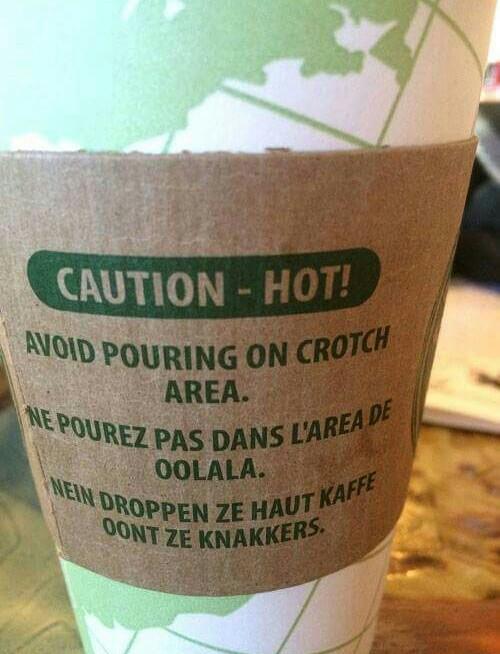 CAUTION - HOT!
AVOID POURING ON CROTCH
AREA.
NE POUREZ PAS DANS L'AREA DE
OOLALA.
NEIN DROPPEN ZE HAUT KAFFE
OONT ZE KNAKKERS.